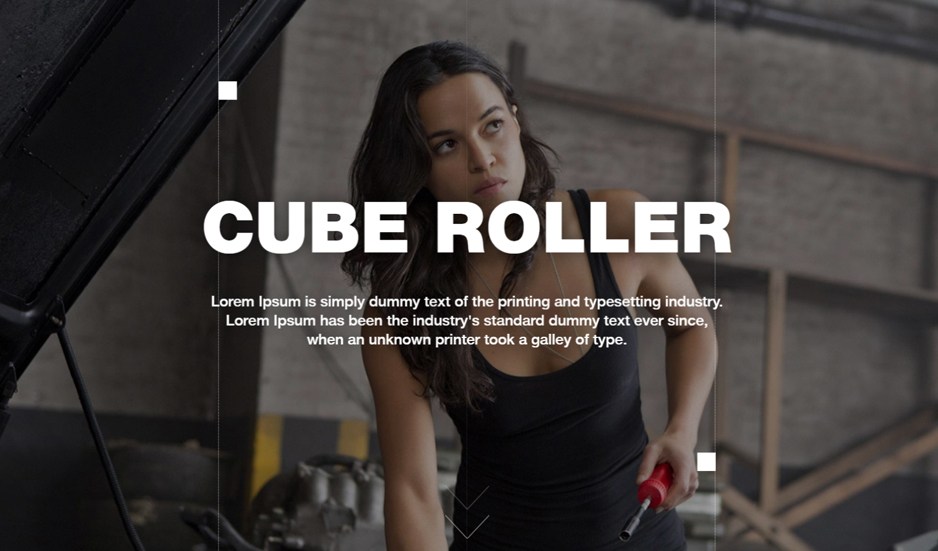 CUBE ROLLER
Lorem Ipsum is simply dummy text of the printing and typesetting industry.
Lorem Ipsum has been the industry's standard dummy text ever since,
when an unknown printer took a galley of type.